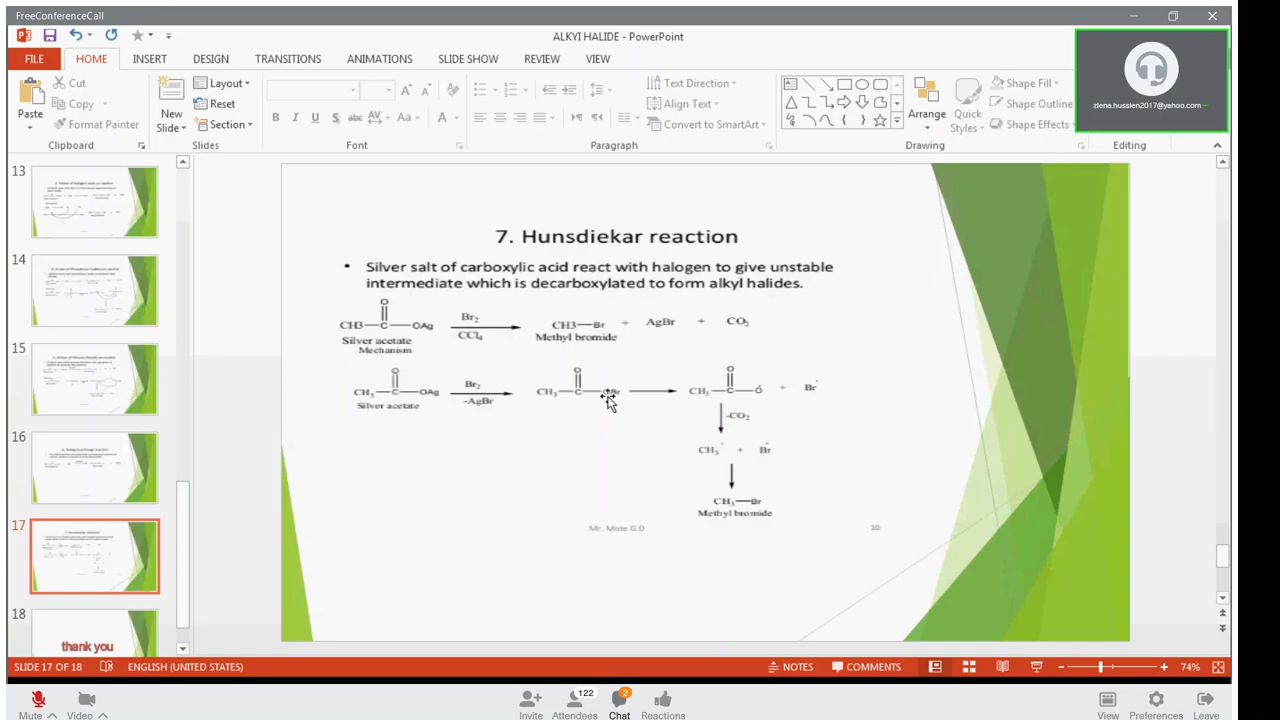 FreeConferenceCall
ALKYI HALIDE - PowerPoint
FILE HOME INSERT DESIGN TRANSITIONS ANIMATIONS SLIDE SHOW REVIEW VIEW
Cut
Copy
Format Painter
Paste
Clipboard
New
Slide
Layout
Reset
Section
Slides
Font
Text Direction
Align Text
Convert to SmartArt
Paragraph
Arrange
Quick
Styles
Shape Fill
Shape Outline
Shape Effects
Drawing
Editing
zlena.husslen2017@yahoo.com
13
14
15
16
17
18
thank you
7. Hunsdiekar reaction
• Silver salt of carboxylic acid react with halogen to give unstable
intermediate which is decarboxylated to form alkyl halides.
O
CH3—C—OAg Br₂ CCl₄ CH3—Br + AgBr + CO₂
Silver acetate Methyl bromide
Mechanism
O O O
CH₃—C—OAg Br₂ -AgBr CH₃—C— CH₃—C—O + Br
Silver acetate
-CO₂
CH₃ + Br
CH₃—Br
Methyl bromide
Mr. Mote G.D 30
SLIDE 17 OF 18 ENGLISH (UNITED STATES) NOTES COMMENTS 74%
Mute Video Invite 122 Attendees 2 Chat Reactions View Preferences Leave